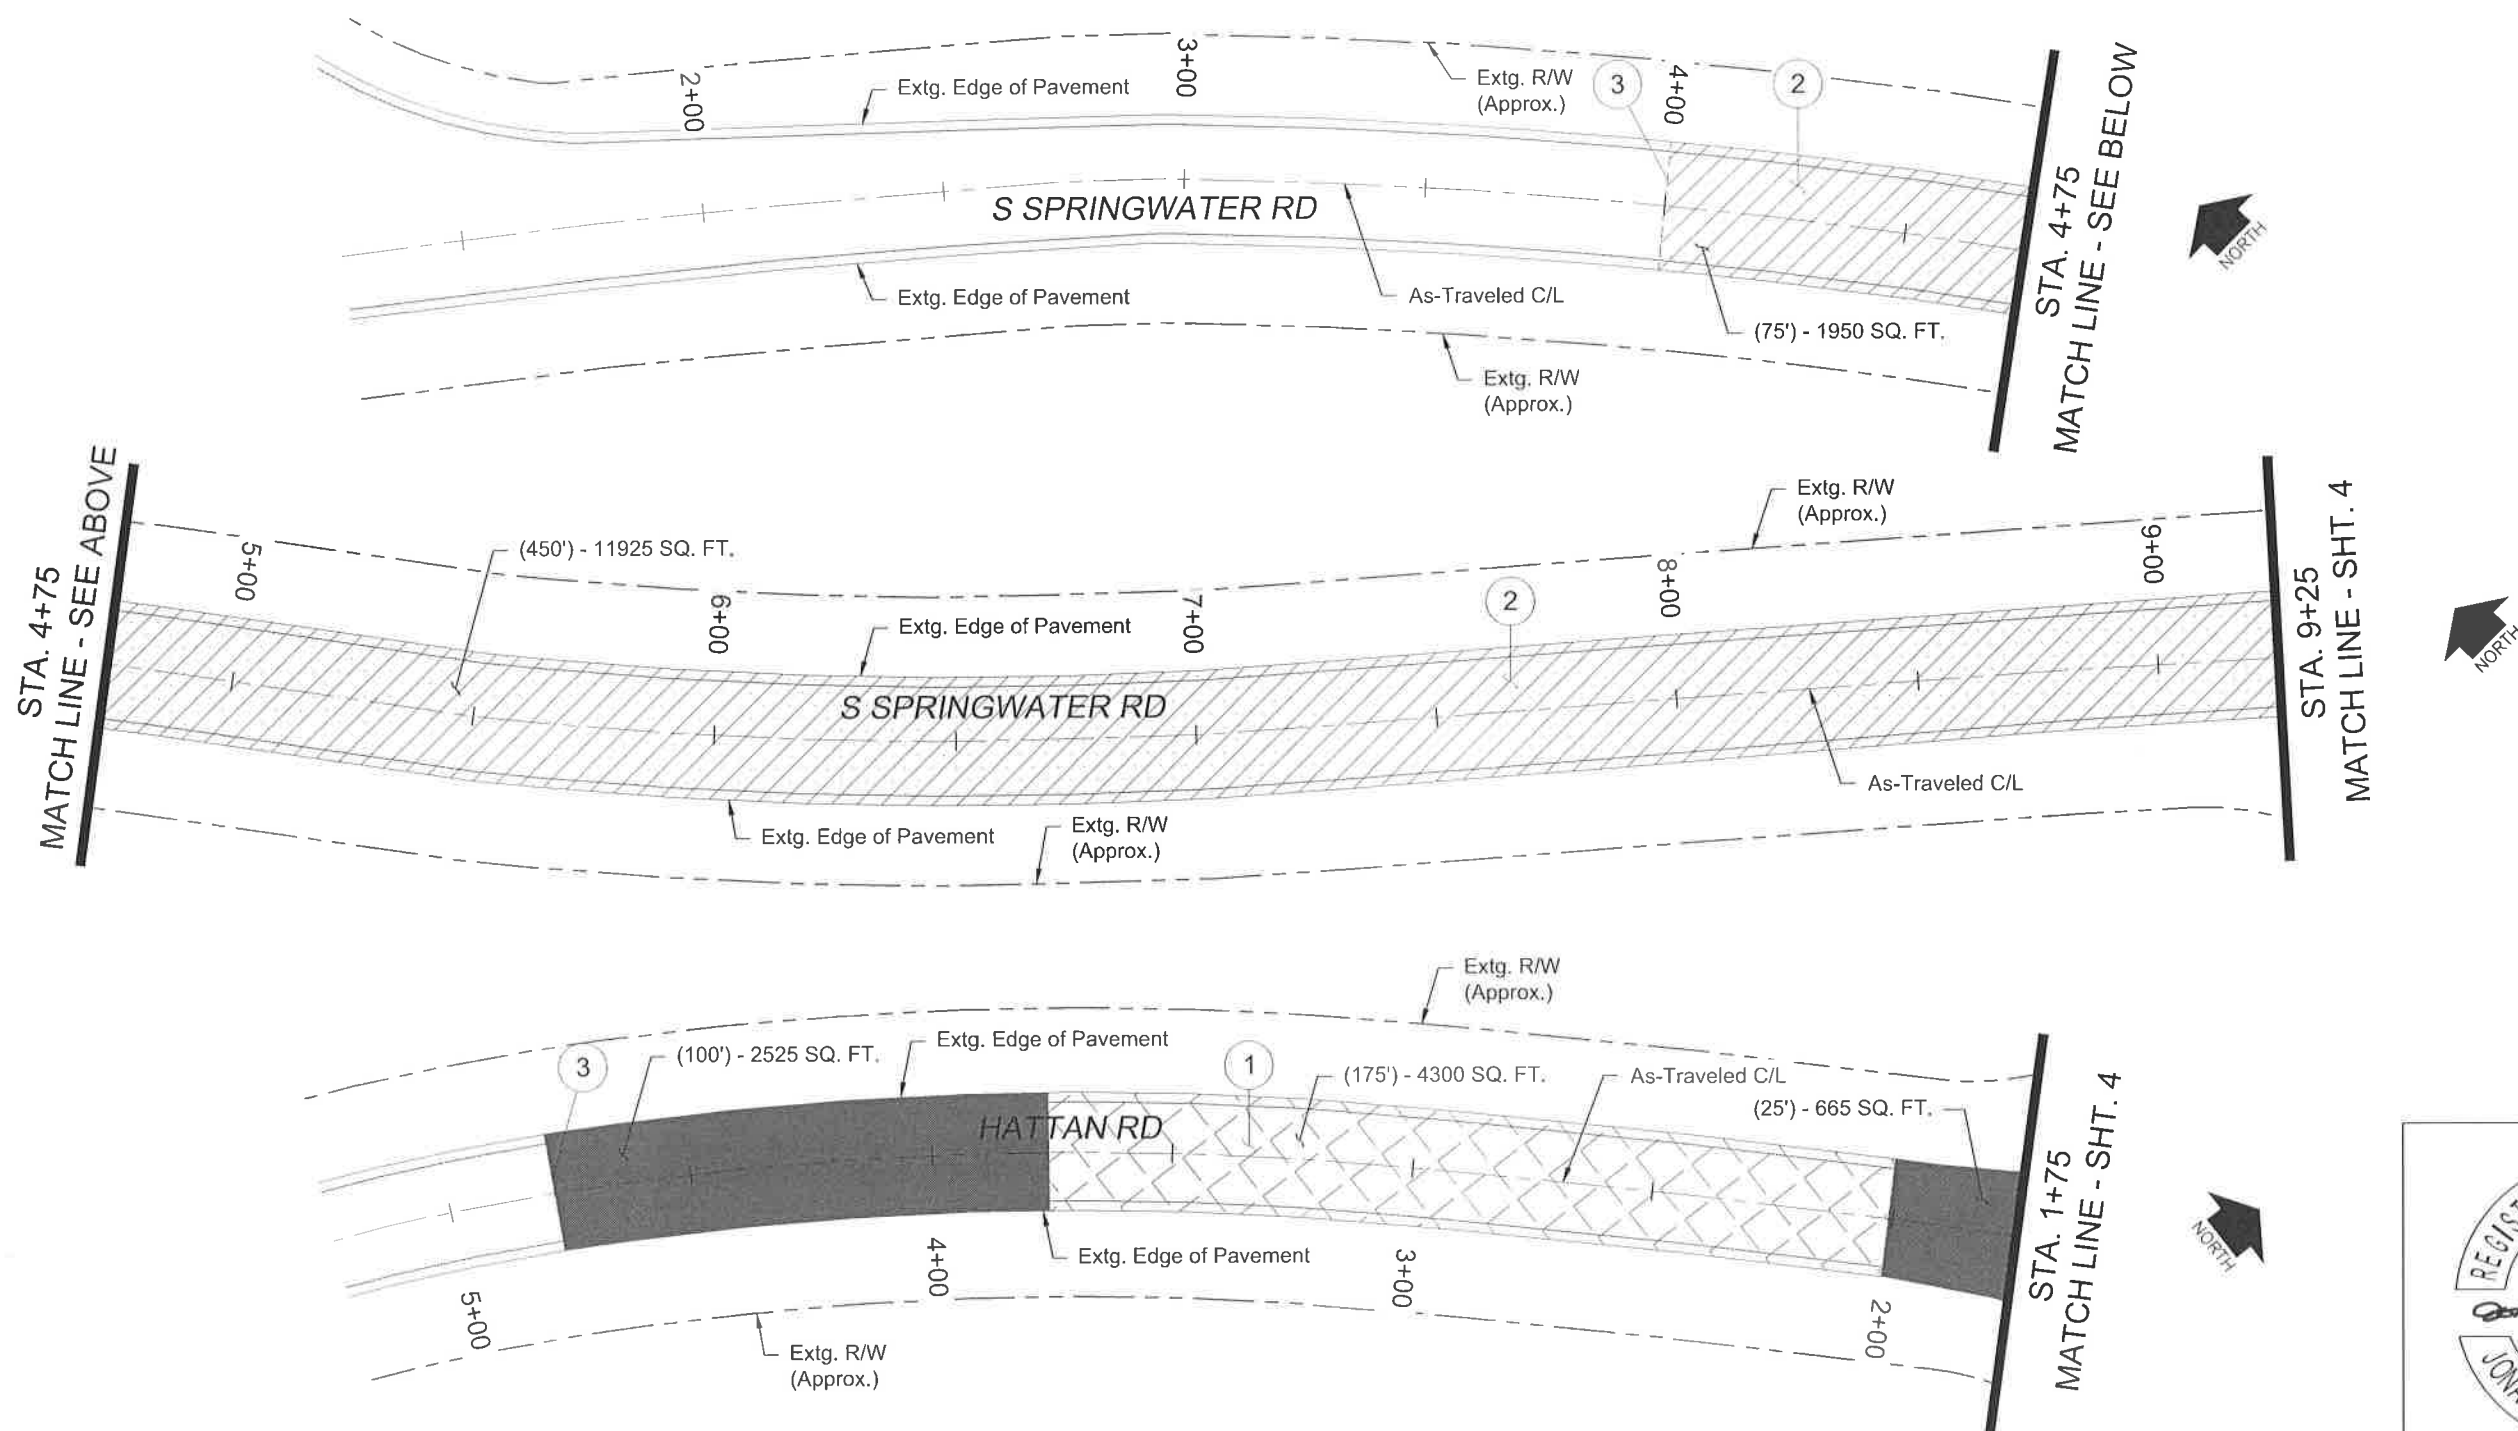 2+00
Extg. Edge of Pavement
3+00
Extg. R/W
(Approx.)
3
4+00
2
S SPRINGWATER RD
Extg. Edge of Pavement
As-Traveled C/L
(75') - 1950 SQ. FT.
Extg. R/W
(Approx.)
STA. 4+75
MATCH LINE - SEE BELOW
NORTH
STA. 4+75
MATCH LINE - SEE ABOVE
5+00
(450') - 11925 SQ. FT.
6+00
Extg. Edge of Pavement
7+00
2
8+00
Extg. R/W
(Approx.)
9+00
S SPRINGWATER RD
As-Traveled C/L
Extg. Edge of Pavement
Extg. R/W
(Approx.)
STA. 9+25
MATCH LINE - SHT. 4
NORTH
Extg. R/W
(Approx.)
3
(100') - 2525 SQ. FT.
Extg. Edge of Pavement
1
(175') - 4300 SQ. FT.
As-Traveled C/L
(25') - 665 SQ. FT.
HATTAN RD
5+00
4+00
Extg. Edge of Pavement
3+00
2+00
Extg. R/W
(Approx.)
STA. 1+75
MATCH LINE - SHT. 4
NORTH